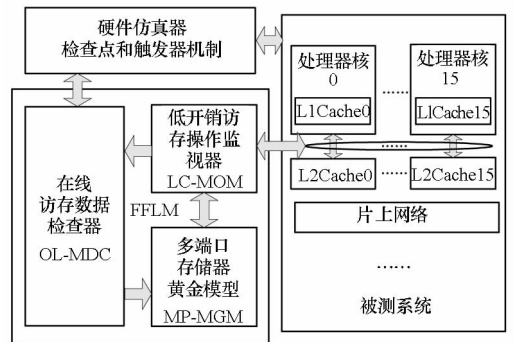 硬件仿真器
检查点和触发器机制
在线
访存数据
检查器
OL-MDC
低开销访
存操作监
视器
LC-MOM
FFLM
多端口
存储器
黄金模型
MP-MGM
处理器核
0
L1Cache0
……
处理器核
15
L1Cache15
……
L2Cache0
……
L2Cache15
片上网络
……
被测系统